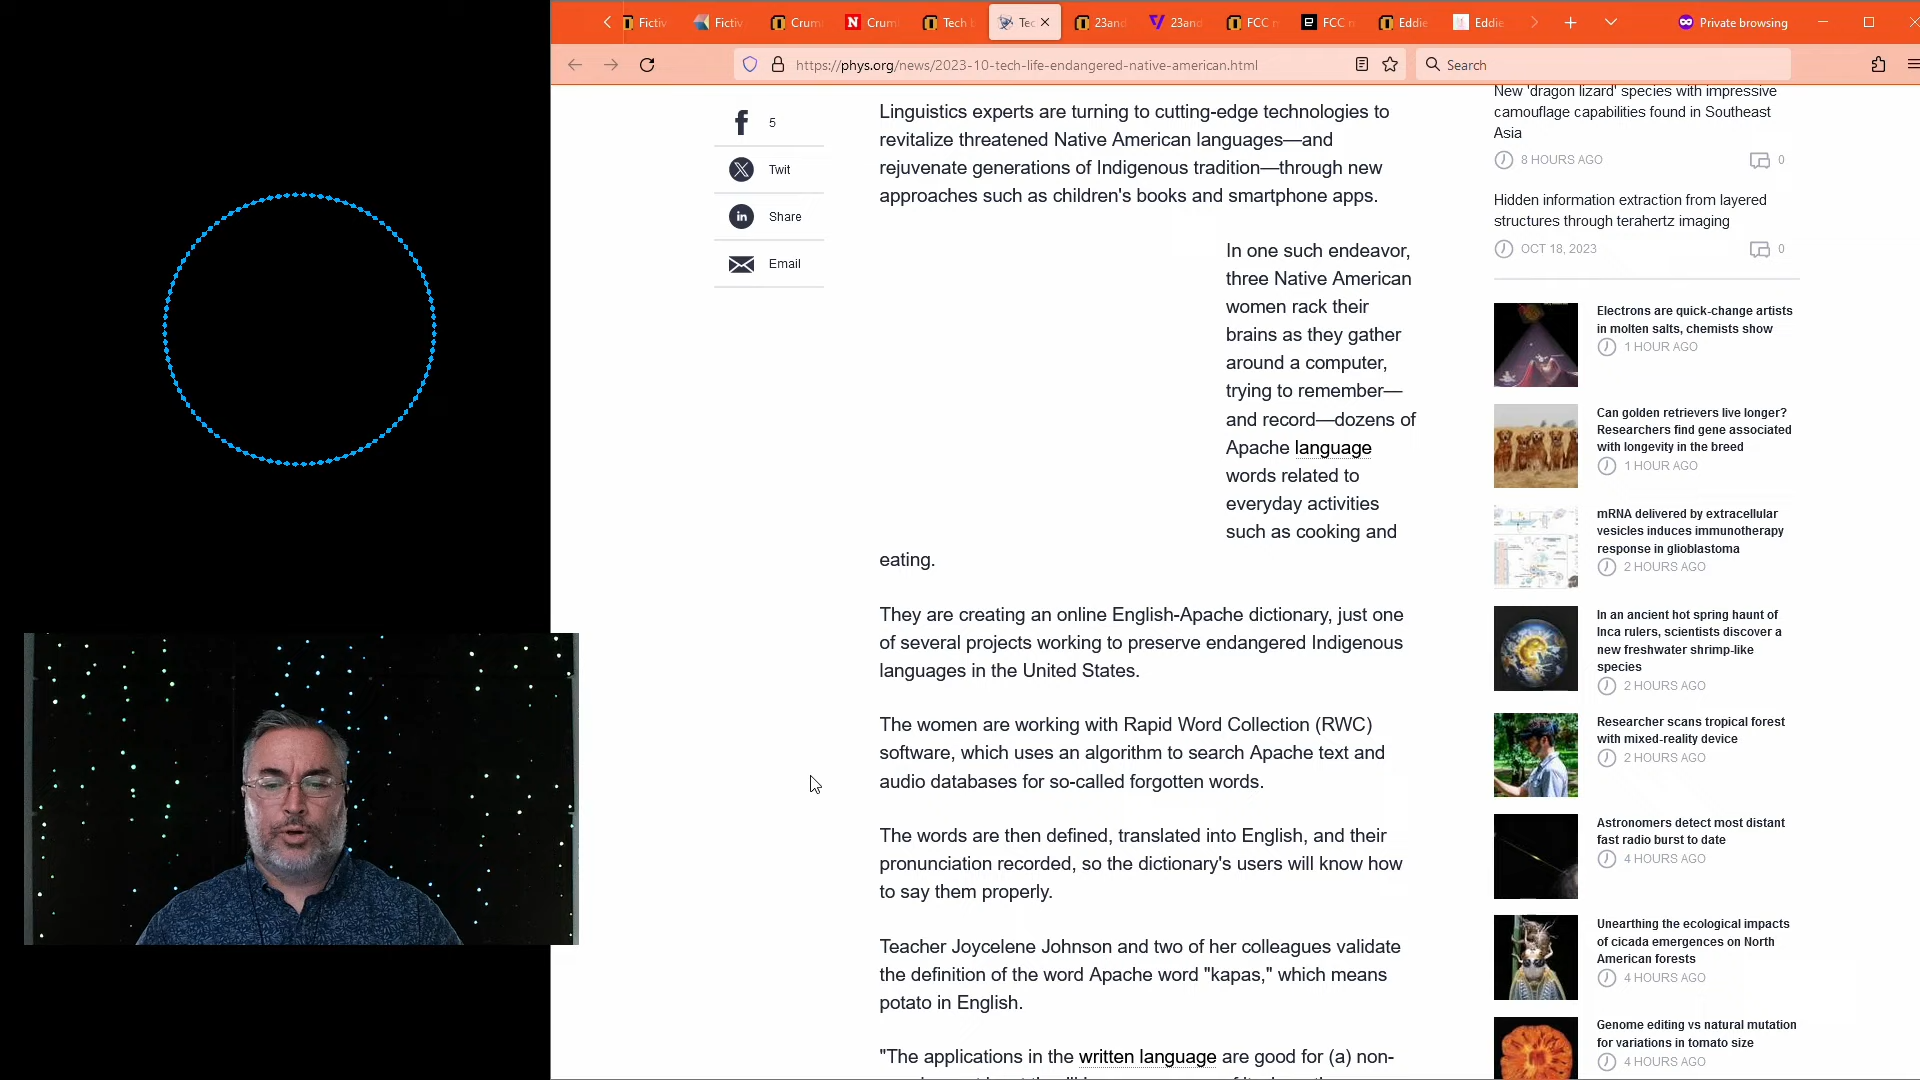 Fictiv
Fictiv
Crum
Crum
Tech
Tec
23and
23and
FCC
FCC
Eddie
Eddie
Private browsing
https://phys.org/news/2023-10-tech-life-endangered-native-american.html
Search
5
Twit
Share
Email
Linguistics experts are turning to cutting-edge technologies to
revitalize threatened Native American languages—and
rejuvenate generations of Indigenous tradition—through new
approaches such as children's books and smartphone apps.
In one such endeavor,
three Native American
women rack their
brains as they gather
around a computer,
trying to remember—
and record—dozens of
Apache language
words related to
everyday activities
such as cooking and
eating.
They are creating an online English-Apache dictionary, just one
of several projects working to preserve endangered Indigenous
languages in the United States.
The women are working with Rapid Word Collection (RWC)
software, which uses an algorithm to search Apache text and
audio databases for so-called forgotten words.
The words are then defined, translated into English, and their
pronunciation recorded, so the dictionary's users will know how
to say them properly.
Teacher Joycelene Johnson and two of her colleagues validate
the definition of the word Apache word "kapas," which means
potato in English.
"The applications in the written language are good for (a) non-
New 'dragon lizard' species with impressive
camouflage capabilities found in Southeast
Asia
8 HOURS AGO
0
Hidden information extraction from layered
structures through terahertz imaging
OCT 18, 2023
0
Electrons are quick-change artists
in molten salts, chemists show
1 HOUR AGO
Can golden retrievers live longer?
Researchers find gene associated
with longevity in the breed
1 HOUR AGO
mRNA delivered by extracellular
vesicles induces immunotherapy
response in glioblastoma
2 HOURS AGO
In an ancient hot spring haunt of
Inca rulers, scientists discover a
new freshwater shrimp-like
species
2 HOURS AGO
Researcher scans tropical forest
with mixed-reality device
2 HOURS AGO
Astronomers detect most distant
fast radio burst to date
4 HOURS AGO
Unearthing the ecological impacts
of cicada emergences on North
American forests
4 HOURS AGO
Genome editing vs natural mutation
for variations in tomato size
4 HOURS AGO